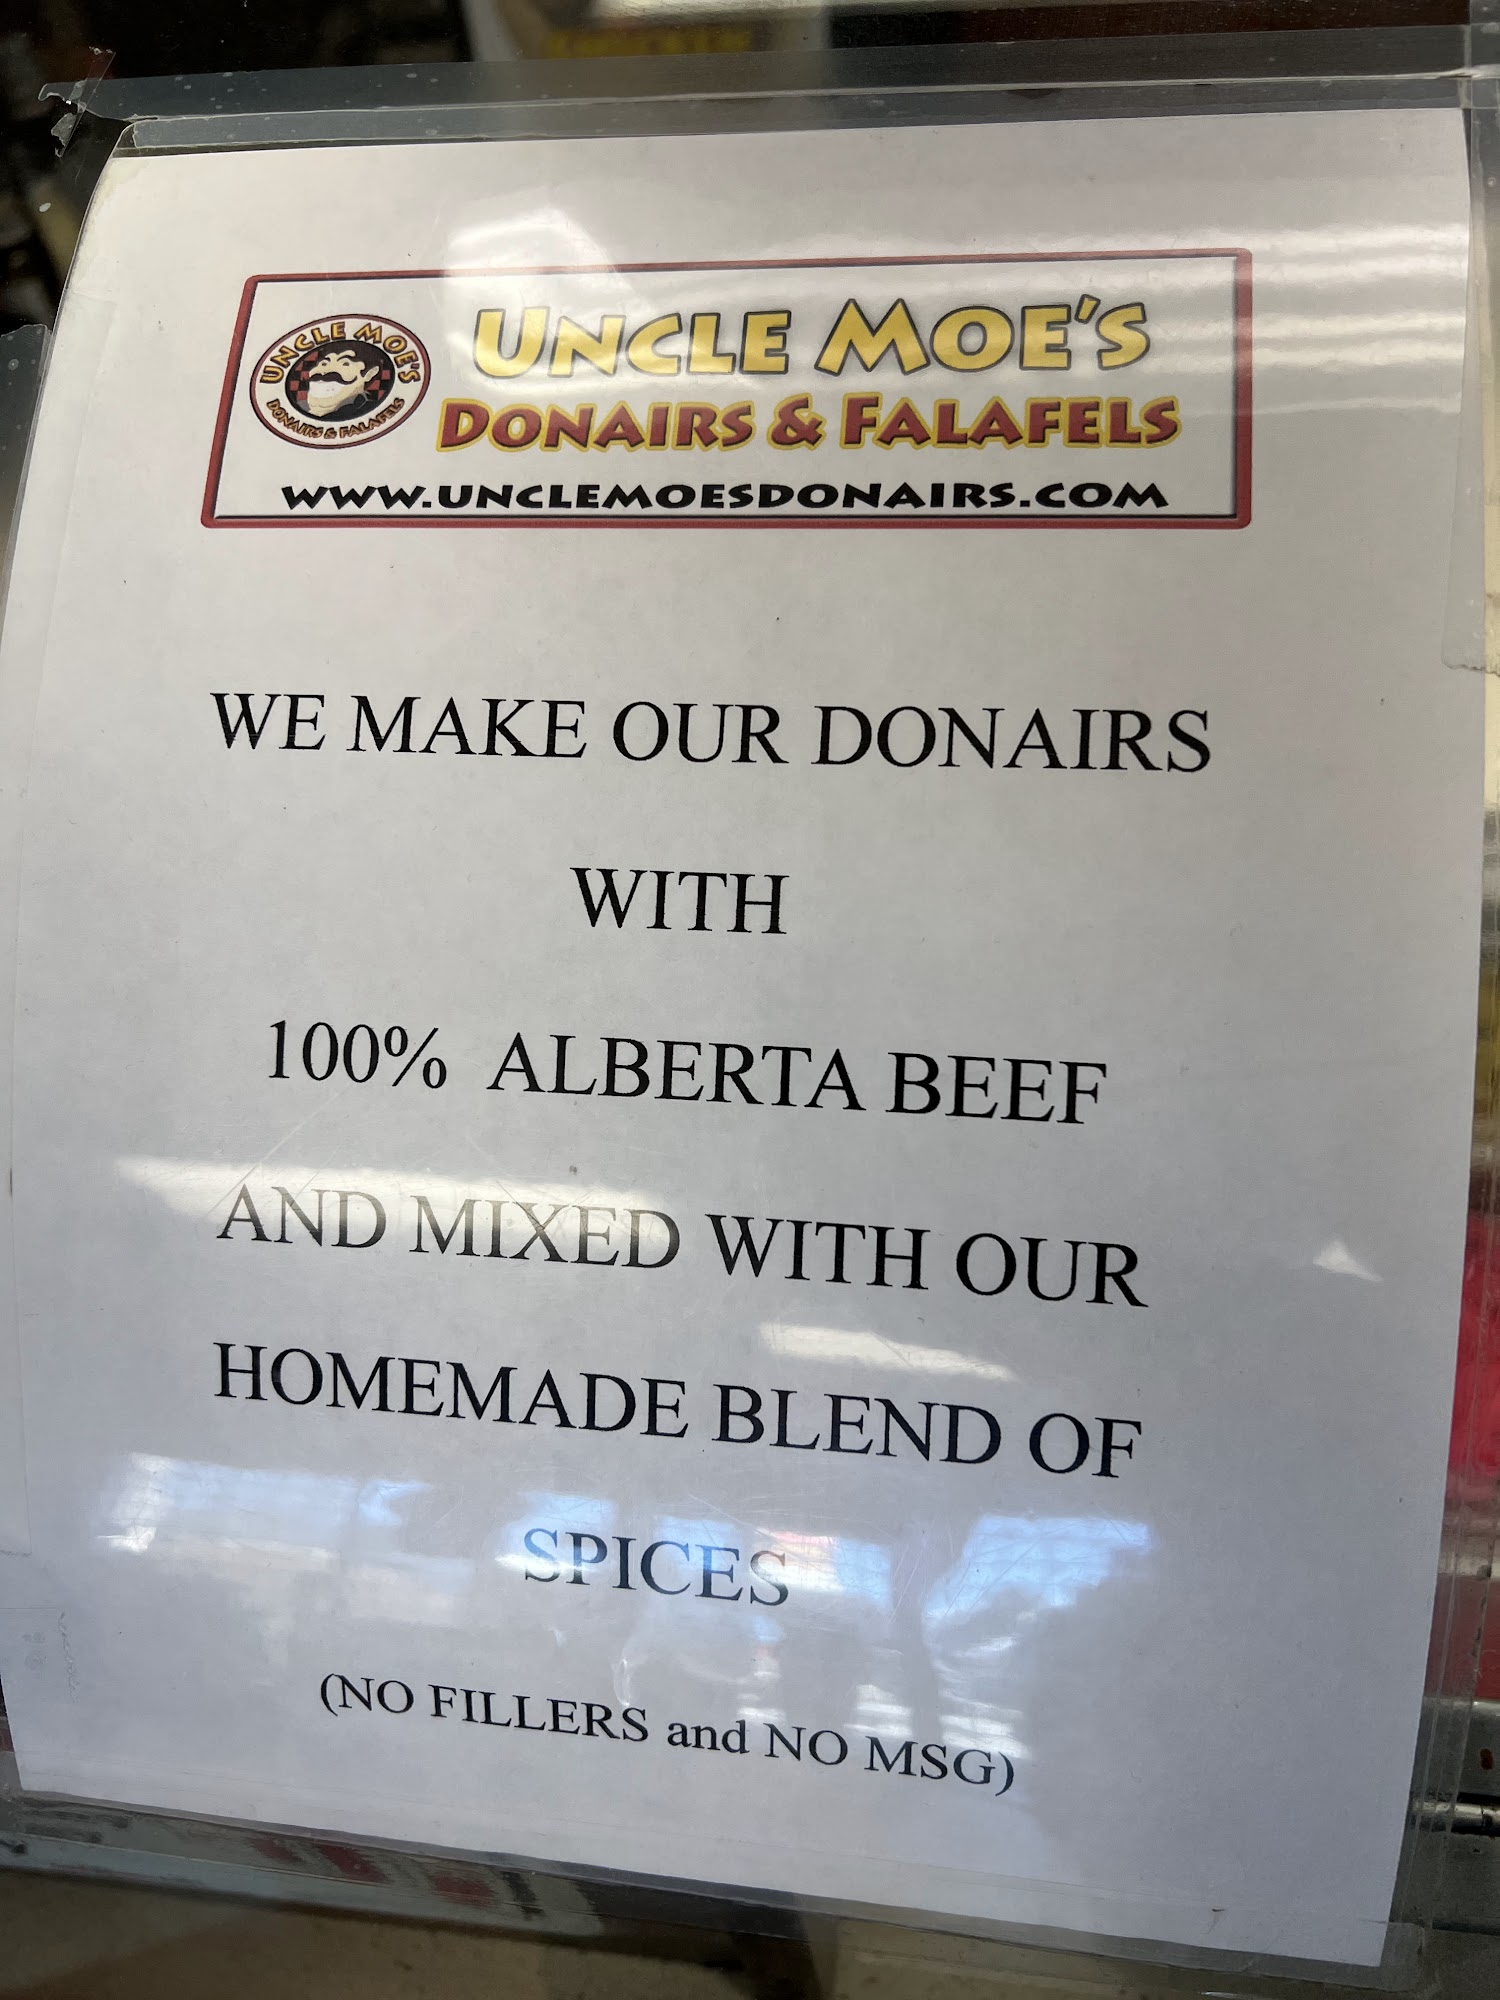 UNCLE MOE'S
DONAIRS & FALAFELS
UNCLE MOE'S
DONAIRS & FALAFELS
WWW.UNCLEMOESDONAIRS.COM
WE MAKE OUR DONAIRS
WITH
100% ALBERTA BEEF
AND MIXED WITH OUR
HOMEMADE BLEND OF
SPICES
(NO FILLERS and NO MSG)